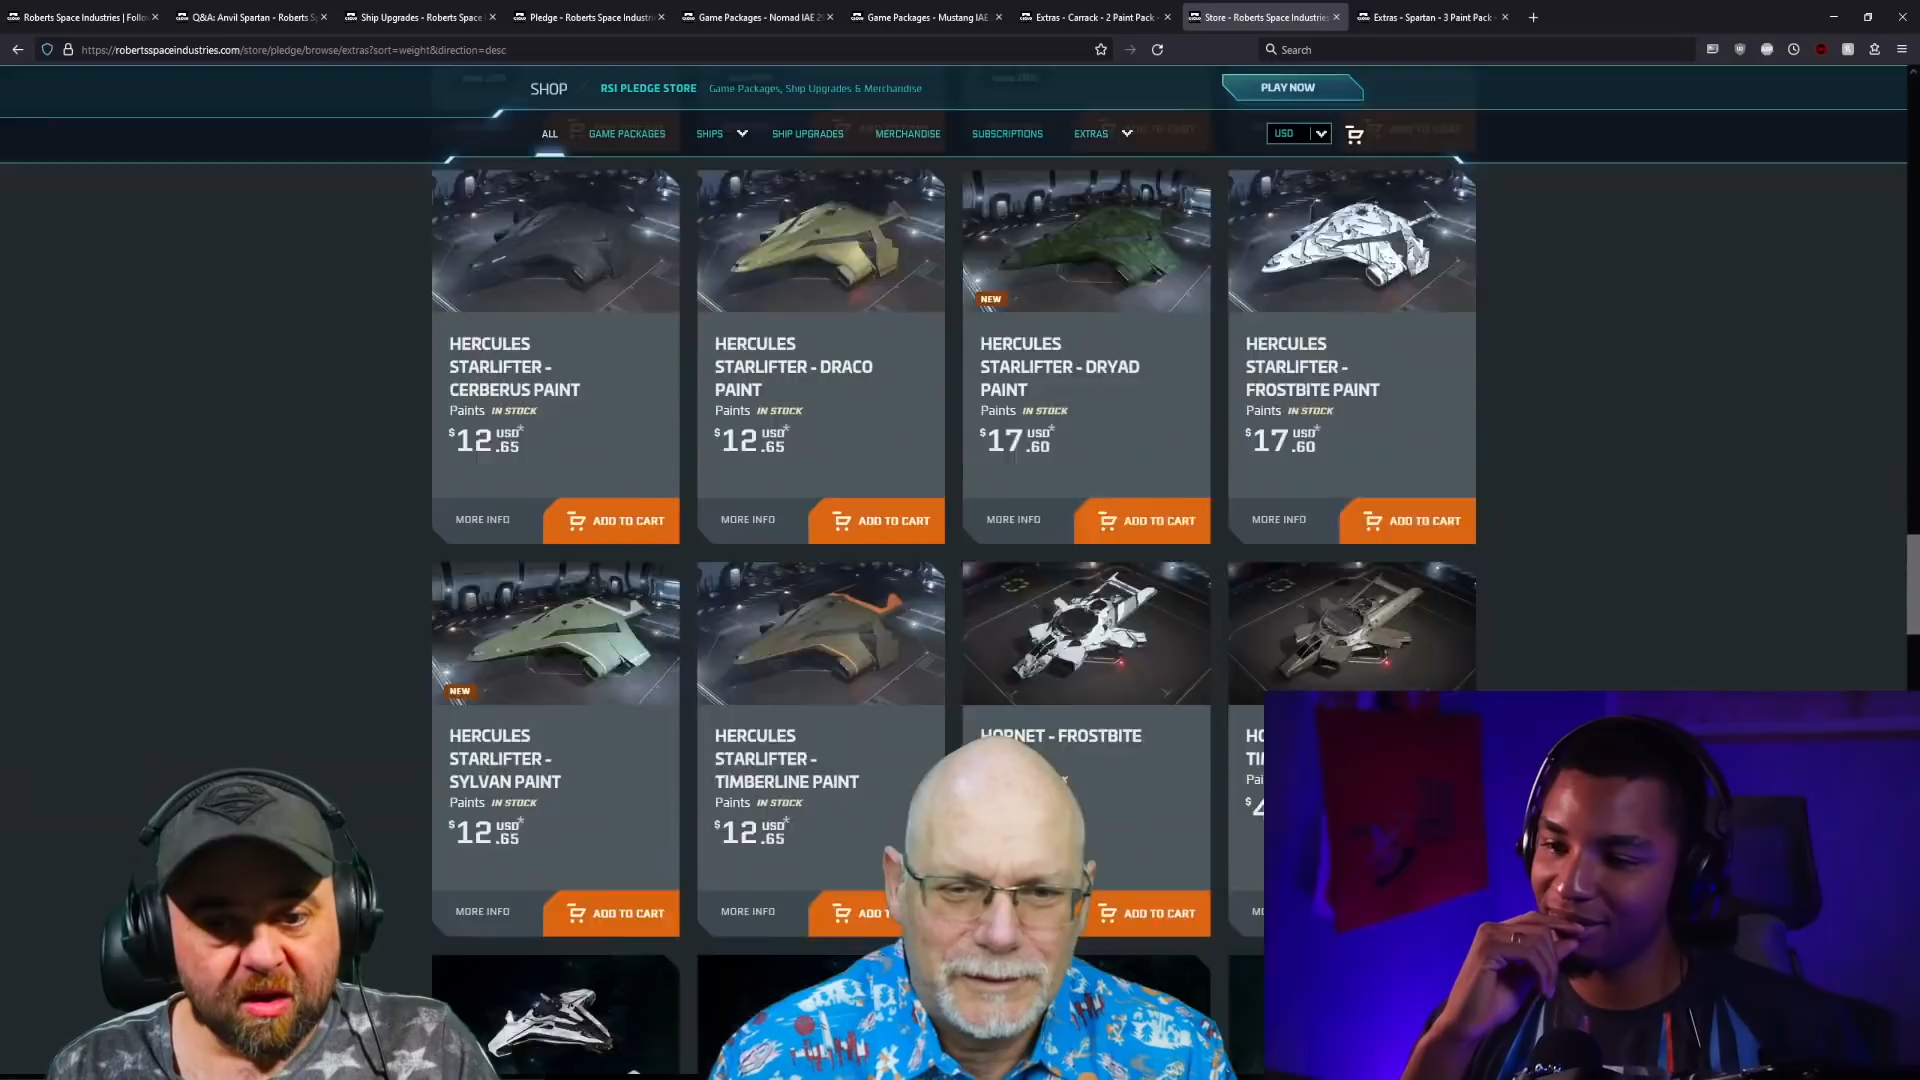 Roberts Space Industries | Follow
Q&A: Anvil Spartan - Roberts S
Ship Upgrades - Roberts Space
Pledge - Roberts Space Industri
Game Packages - Nomad IAE 29
Game Packages - Mustang IAE
Extras - Carrack - 2 Paint Pack -
Store - Roberts Space Industries
Extras - Spartan - 3 Paint Pack -
https://robertsspaceindustries.com/store/pledge/browse/extras?sort=weight&direction=desc
Search
SHOP
RSI PLEDGE STORE
Game Packages, Ship Upgrades & Merchandise
PLAY NOW
ALL
GAME PACKAGES
SHIPS
SHIP UPGRADES
MERCHANDISE
SUBSCRIPTIONS
EXTRAS
USD
NEW
HERCULES
STARLIFTER -
CERBERUS PAINT
Paints IN STOCK
$12.65 USD*
MORE INFO
ADD TO CART
HERCULES
STARLIFTER - DRACO
PAINT
Paints IN STOCK
$12.65 USD*
MORE INFO
ADD TO CART
HERCULES
STARLIFTER - DRYAD
PAINT
Paints IN STOCK
$17.60 USD*
MORE INFO
ADD TO CART
HERCULES
STARLIFTER -
FROSTBITE PAINT
Paints IN STOCK
$17.60 USD*
MORE INFO
ADD TO CART
NEW
HERCULES
STARLIFTER -
SYLVAN PAINT
Paints IN STOCK
$12.65 USD*
MORE INFO
ADD TO CART
HERCULES
STARLIFTER -
TIMBERLINE PAINT
Paints IN STOCK
$12.65 USD*
MORE INFO
ADD T
HORNET - FROSTBITE
ADD TO CART
HO
TI
Pai
$